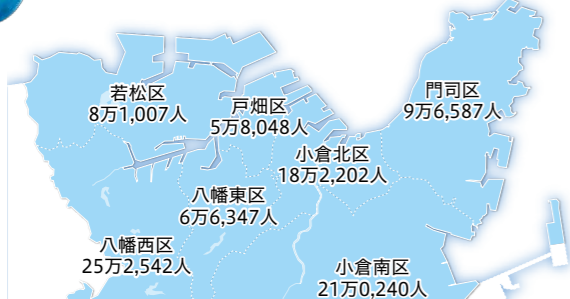 若松区
8万1,007人
戸畑区
5万8,048人
門司区
9万6,587人
小倉北区
18万2,202人
八幡東区
6万6,347人
八幡西区
25万2,542人
小倉南区
21万0,240人